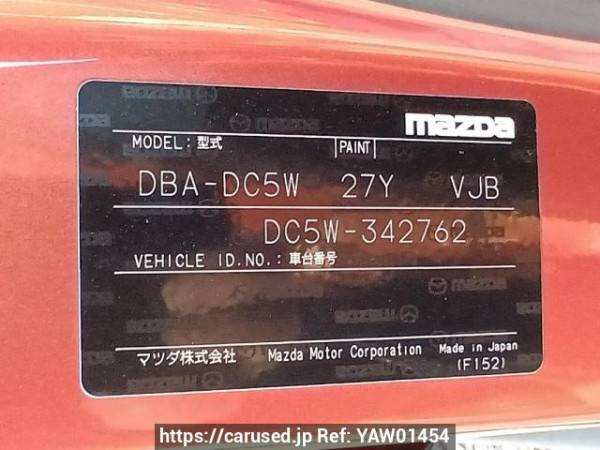 mazda
MODEL: 型式 PAINT
DBA-DC5W 27Y VJB
DC5W-342762
VEHICLE ID.NO.: 車台番号
マツダ株式会社 Mazda Motor Corporation Made in Japan
(F152)
https://carused.jp Ref: YAW01454